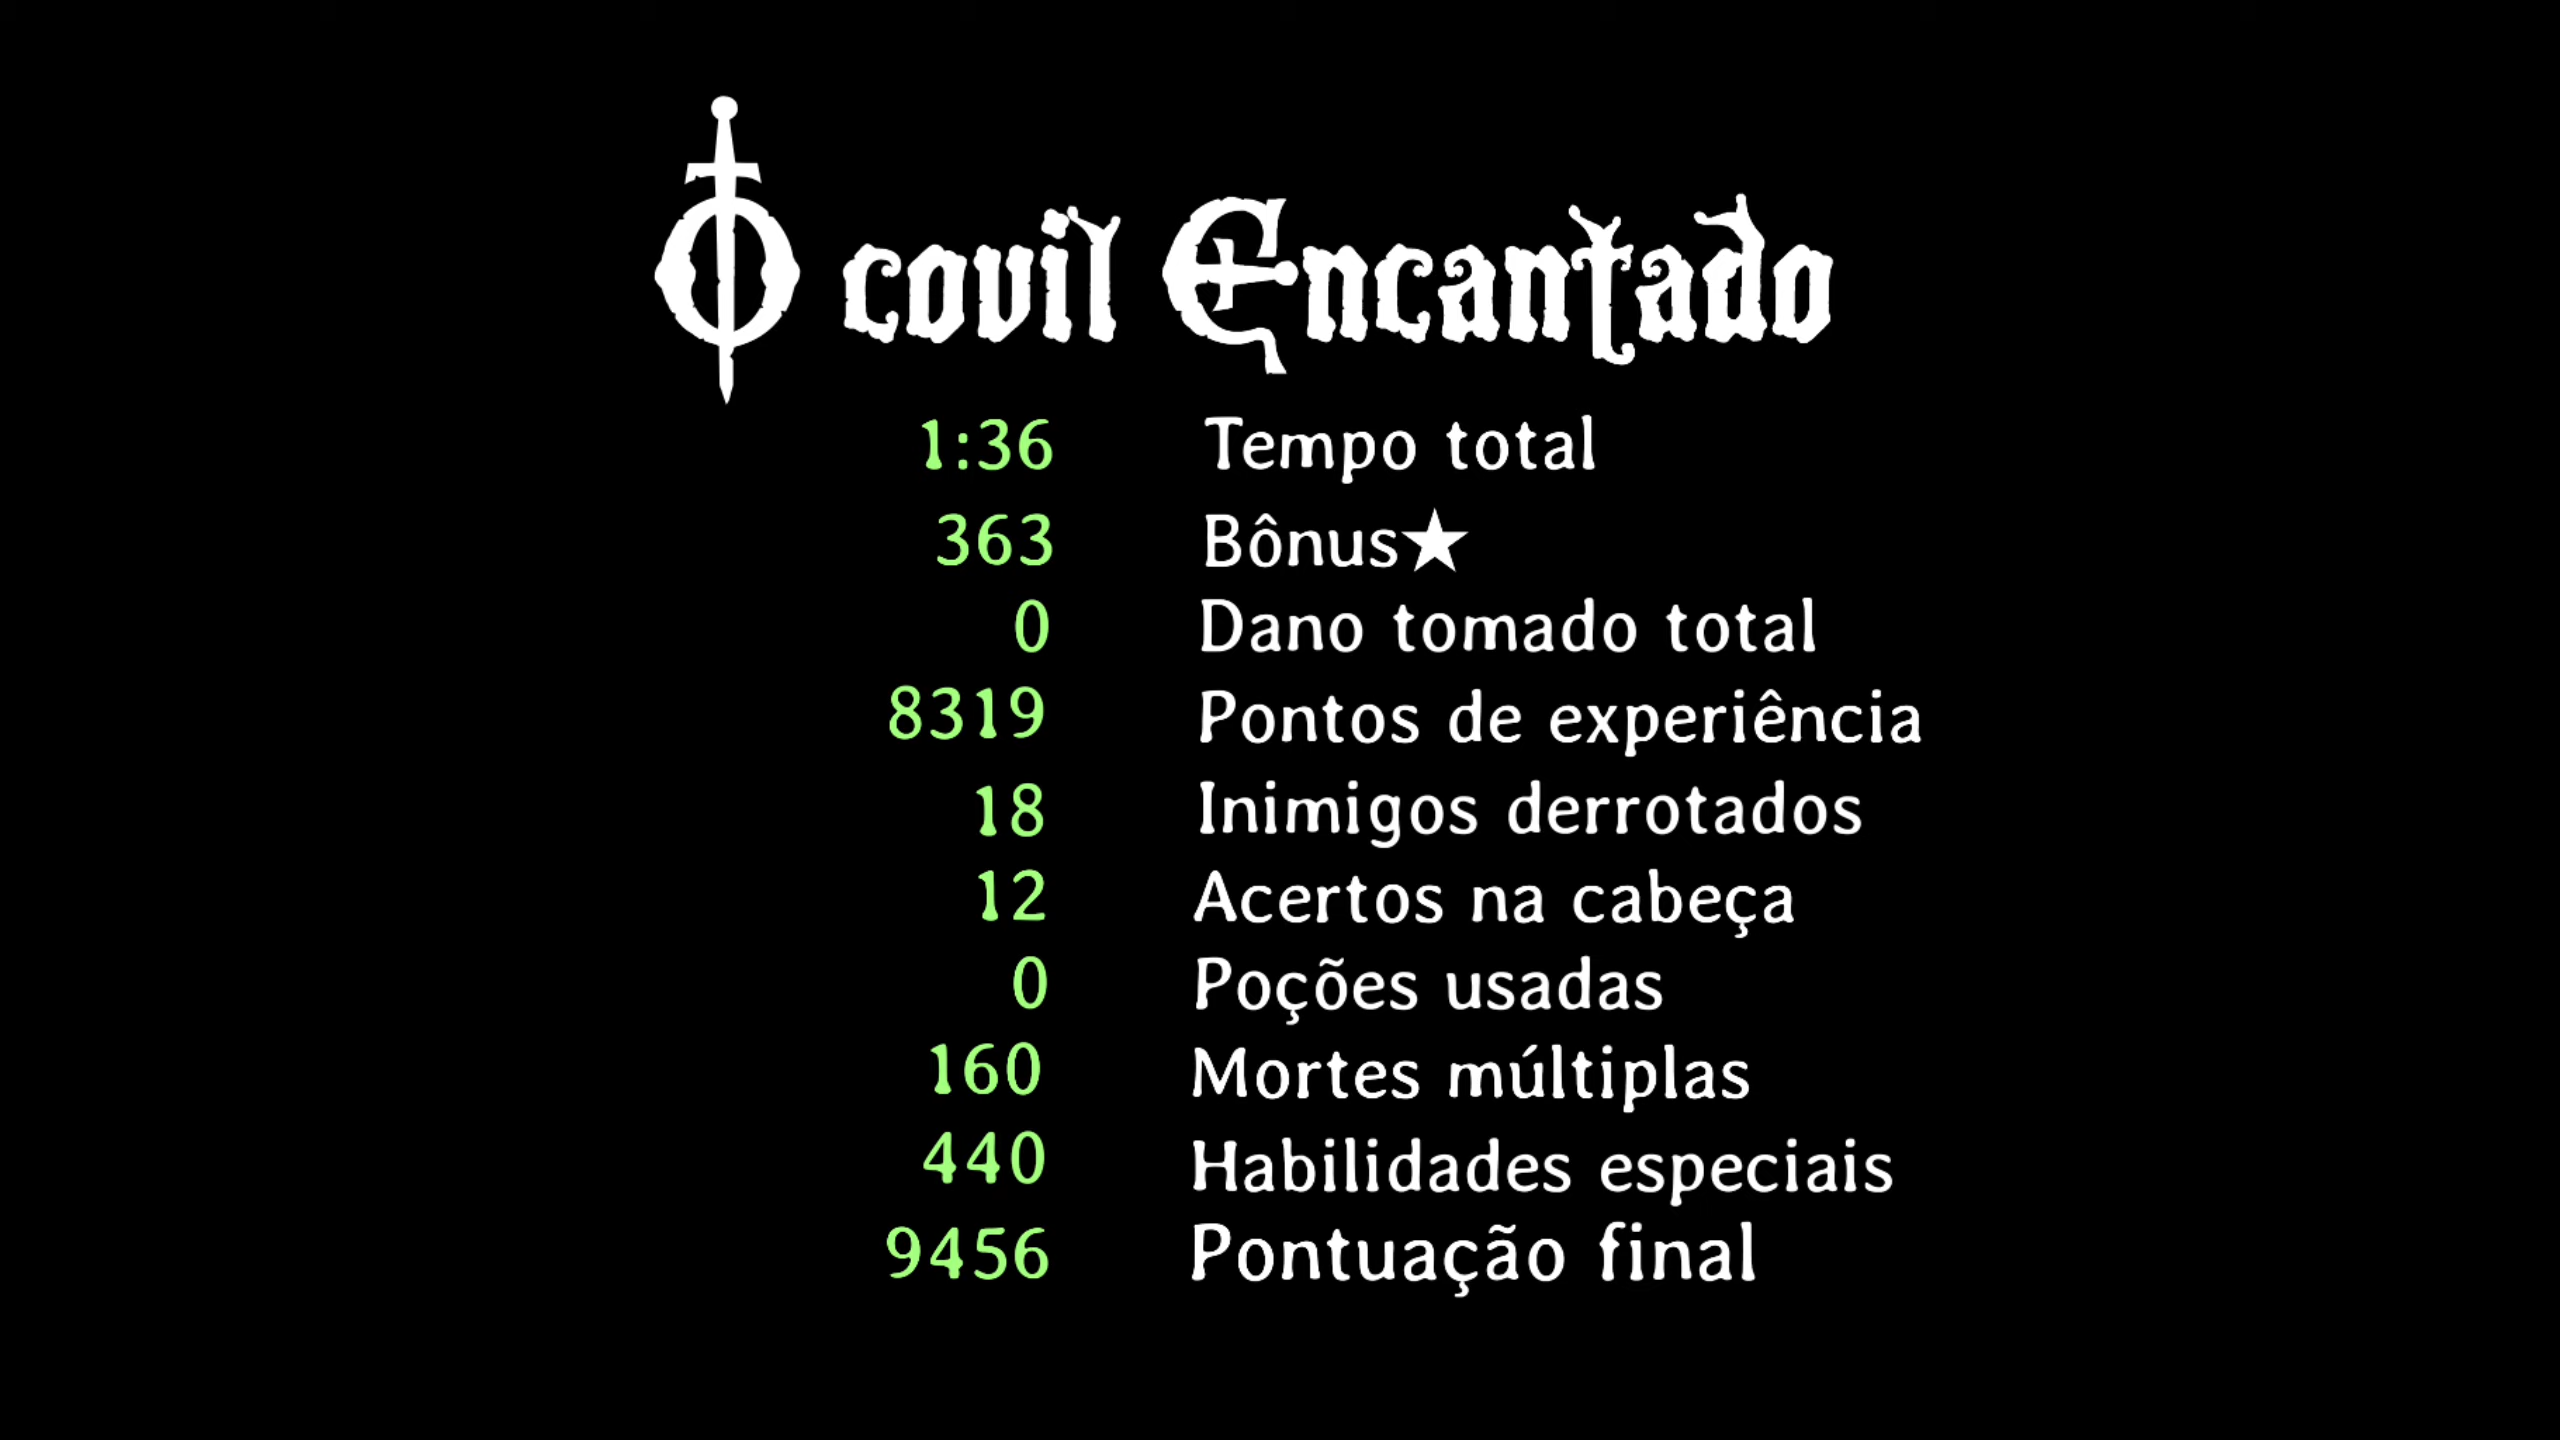 O covil Encantado
1:36 Tempo total
363 Bônus★
0 Dano tomado total
8319 Pontos de experiência
18 Inimigos derrotados
12 Acertos na cabeça
0 Poções usadas
160 Mortes múltiplas
440 Habilidades especiais
9456 Pontuação final